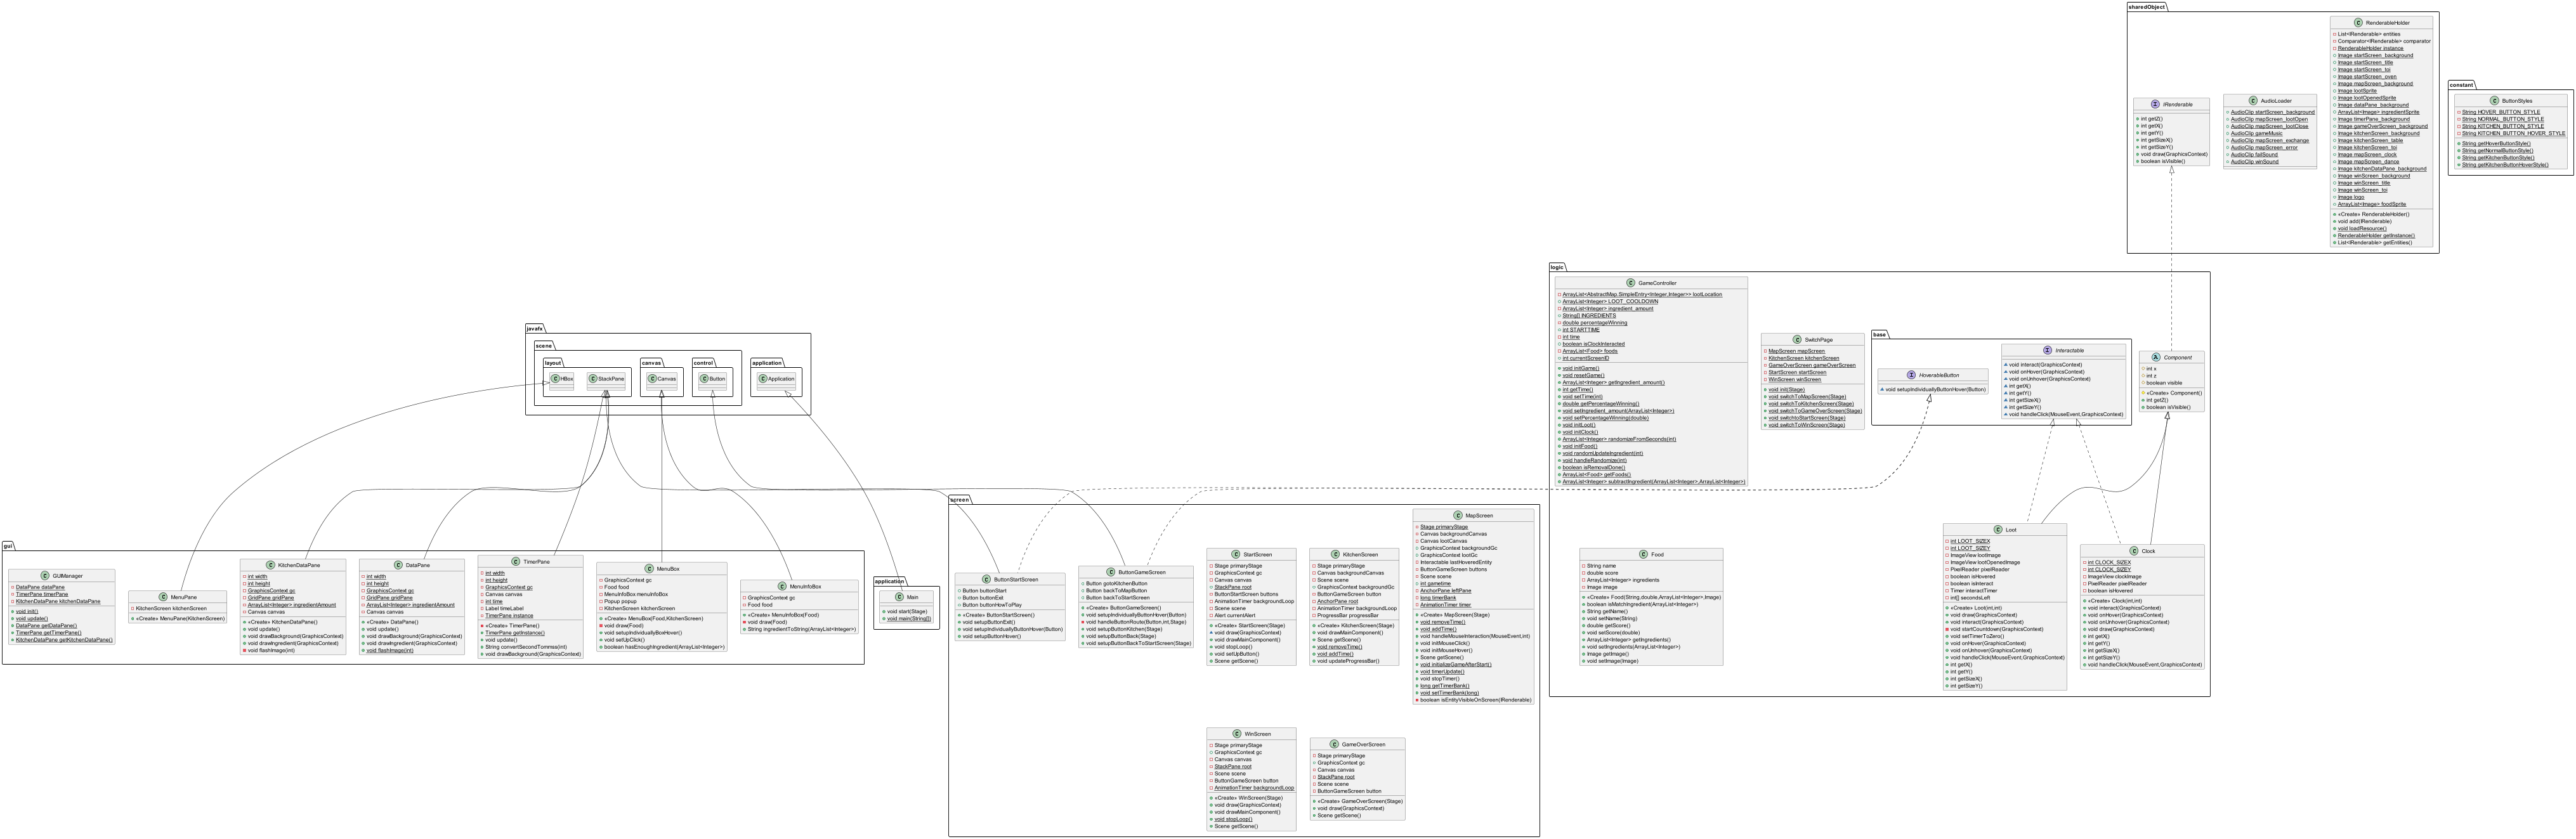 sharedObject
RenderableHolder
List<IRenderable> entities
Comparator<IRenderable> comparator
RenderableHolder instance
Image startScreen_background
Image startScreen_title
Image startScreen_toi
Image startScreen_oven
Image mapScreen_background
Image lootSprite
Image lootOpenedSprite
Image dataPane_background
ArrayList<Image> ingredientSprite
Image timerPane_background
Image gameOverScreen_background
Image kitchenScreen_background
Image kitchenScreen_table
Image kitchenScreen_toi
Image mapScreen_clock
Image mapScreen_dance
Image kitchenDataPane_background
Image winScreen_background
Image winScreen_title
Image winScreen_toi
Image logo
ArrayList<Image> foodSprite
«Create» RenderableHolder()
void add(IRenderable)
void loadResource()
RenderableHolder getInstance()
List<IRenderable> getEntities()
IRenderable
int getZ()
int getX()
int getY()
int getSizeX()
int getSizeY()
void draw(GraphicsContext)
boolean isVisible()
AudioLoader
AudioClip startScreen_background
AudioClip mapScreen_lootOpen
AudioClip mapScreen_lootClose
AudioClip gameMusic
AudioClip mapScreen_exchange
AudioClip mapScreen_error
AudioClip failSound
AudioClip winSound
constant
ButtonStyles
String HOVER_BUTTON_STYLE
String NORMAL_BUTTON_STYLE
String KITCHEN_BUTTON_STYLE
String KITCHEN_BUTTON_HOVER_STYLE
String getHoverButtonStyle()
String getNormalButtonStyle()
String getKitchenButtonStyle()
String getKitchenButtonHoverStyle()
logic
GameController
ArrayList<AbstractMap.SimpleEntry<Integer,Integer>> lootLocation
ArrayList<Integer> LOOT_COOLDOWN
ArrayList<Integer> ingredient_amount
String[] INGREDIENTS
double percentageWinning
int STARTTIME
int time
boolean isClockInteracted
ArrayList<Food> foods
int currentScreenID
void initGame()
void resetGame()
ArrayList<Integer> getIngredient_amount()
int getTime()
void setTime(int)
double getPercentageWinning()
void setIngredient_amount(ArrayList<Integer>)
void setPercentageWinning(double)
void initLoot()
void initClock()
ArrayList<Integer> randomizeFromSeconds(int)
void initFood()
void randomUpdateIngredient(int)
void handleRandomize(int)
boolean isRemovalDone()
ArrayList<Food> getFoods()
ArrayList<Integer> subtractIngredient(ArrayList<Integer>,ArrayList<Integer>)
SwitchPage
MapScreen mapScreen
KitchenScreen kitchenScreen
GameOverScreen gameOverScreen
StartScreen startScreen
WinScreen winScreen
void init(Stage)
void switchToMapScreen(Stage)
void switchToKitchenScreen(Stage)
void switchToGameOverScreen(Stage)
void switchtoStartScreen(Stage)
void switchToWinScreen(Stage)
base
HoverableButton
void setupIndividuallyButtonHover(Button)
Interactable
void interact(GraphicsContext)
void onHover(GraphicsContext)
void onUnhover(GraphicsContext)
int getX()
int getY()
int getSizeX()
int getSizeY()
void handleClick(MouseEvent,GraphicsContext)
Component
int x
int z
boolean visible
«Create» Component()
int getZ()
boolean isVisible()
Food
String name
double score
ArrayList<Integer> ingredients
Image image
«Create» Food(String,double,ArrayList<Integer>,Image)
boolean isMatchIngredient(ArrayList<Integer>)
String getName()
void setName(String)
double getScore()
void setScore(double)
ArrayList<Integer> getIngredients()
void setIngredients(ArrayList<Integer>)
Image getImage()
void setImage(Image)
Loot
int LOOT_SIZEX
int LOOT_SIZEY
ImageView lootImage
ImageView lootImageOpened
PixelReader pixelReader
boolean isHovered
boolean isInteract
Timer interactTimer
int[] secondsLeft
«Create» Loot(int,int)
void draw(GraphicsContext)
void interact(GraphicsContext)
void startCountdown(GraphicsContext)
void setTimerToZero()
void onHover(GraphicsContext)
void onUnhover(GraphicsContext)
void handleClick(MouseEvent,GraphicsContext)
int getX()
int getY()
int getSizeX()
int getSizeY()
Clock
int CLOCK_SIZEX
int CLOCK_SIZEY
ImageView clockImage
PixelReader pixelReader
boolean isHovered
«Create» Clock(int,int)
void interact(GraphicsContext)
void onHover(GraphicsContext)
void onUnhover(GraphicsContext)
void draw(GraphicsContext)
int getX()
int getY()
int getSizeX()
int getSizeY()
void handleClick(MouseEvent,GraphicsContext)
javafx
scene
layout
HBox
StackPane
canvas
Canvas
control
Button
application
Application
gui
GUIManager
DataPane dataPane
TimerPane timerPane
KitchenDataPane kitchenDataPane
void init()
void update()
DataPane getDataPane()
TimerPane getTimerPane()
KitchenDataPane getKitchenDataPane()
MenuPane
KitchenScreen kitchenScreen
«Create» MenuPane(KitchenScreen)
KitchenDataPane
int width
int height
GraphicsContext gc
GridPane gridPane
ArrayList<Integer> ingredientAmount
Canvas canvas
«Create» KitchenDataPane()
void update()
void drawBackground(GraphicsContext)
void drawIngredient(GraphicsContext)
void flashImage(int)
DataPane
int width
int height
GraphicsContext gc
GridPane gridPane
ArrayList<Integer> ingredientAmount
Canvas canvas
«Create» DataPane()
void update()
void drawBackground(GraphicsContext)
void drawIngredient(GraphicsContext)
void flashImage(int)
TimerPane
int width
int height
GraphicsContext gc
Canvas canvas
int time
Label timeLabel
TimerPane instance
«Create» TimerPane()
TimerPane getInstance()
void update()
String convertSecondTommss(int)
void drawBackground(GraphicsContext)
MenuBox
GraphicsContext gc
Food food
MenuInfoBox menuInfoBox
Popup popup
KitchenScreen kitchenScreen
«Create» MenuBox(Food,KitchenScreen)
void draw(Food)
void setupIndividuallyBoxHover()
void setUpClick()
boolean hasEnoughIngredient(ArrayList<Integer>)
MenuInfoBox
GraphicsContext gc
Food food
«Create» MenuInfoBox(Food)
void draw(Food)
String ingredientToString(ArrayList<Integer>)
application
Main
void start(Stage)
void main(String[])
screen
ButtonStartScreen
Button buttonStart
Button buttonExit
Button buttonHowToPlay
«Create» ButtonStartScreen()
void setupButtonExit()
void setupIndividuallyButtonHover(Button)
void setupButtonHover()
ButtonGameScreen
Button gotoKitchenButton
Button backToMapButton
Button backToStartScreen
«Create» ButtonGameScreen()
void setupIndividuallyButtonHover(Button)
void handleButtonRoute(Button,int,Stage)
void setupButtonKitchen(Stage)
void setupButtonBack(Stage)
void setupButtonBackToStartScreen(Stage)
StartScreen
Stage primaryStage
GraphicsContext gc
Canvas canvas
StackPane root
ButtonStartScreen buttons
AnimationTimer backgroundLoop
Scene scene
Alert currentAlert
«Create» StartScreen(Stage)
void draw(GraphicsContext)
void drawMainComponent()
void stopLoop()
void setUpButton()
Scene getScene()
KitchenScreen
Stage primaryStage
Canvas backgroundCanvas
Scene scene
GraphicsContext backgroundGc
ButtonGameScreen button
AnchorPane root
AnimationTimer backgroundLoop
ProgressBar progressBar
«Create» KitchenScreen(Stage)
void drawMainComponent()
Scene getScene()
void removeTime()
void addTime()
void updateProgressBar()
MapScreen
Stage primaryStage
Canvas backgroundCanvas
Canvas lootCanvas
GraphicsContext backgroundGc
GraphicsContext lootGc
Interactable lastHoveredEntity
ButtonGameScreen buttons
Scene scene
int gametime
AnchorPane leftPane
long timerBank
AnimationTimer timer
«Create» MapScreen(Stage)
void removeTime()
void addTime()
void handleMouseInteraction(MouseEvent,int)
void initMouseClick()
void initMouseHover()
Scene getScene()
void initializeGameAfterStart()
void timerUpdate()
void stopTimer()
long getTimerBank()
void setTimerBank(long)
boolean isEntityVisibleOnScreen(IRenderable)
WinScreen
Stage primaryStage
GraphicsContext gc
Canvas canvas
StackPane root
Scene scene
ButtonGameScreen button
AnimationTimer backgroundLoop
«Create» WinScreen(Stage)
void draw(GraphicsContext)
void drawMainComponent()
void stopLoop()
Scene getScene()
GameOverScreen
Stage primaryStage
GraphicsContext gc
Canvas canvas
StackPane root
Scene scene
ButtonGameScreen button
«Create» GameOverScreen(Stage)
void draw(GraphicsContext)
Scene getScene()